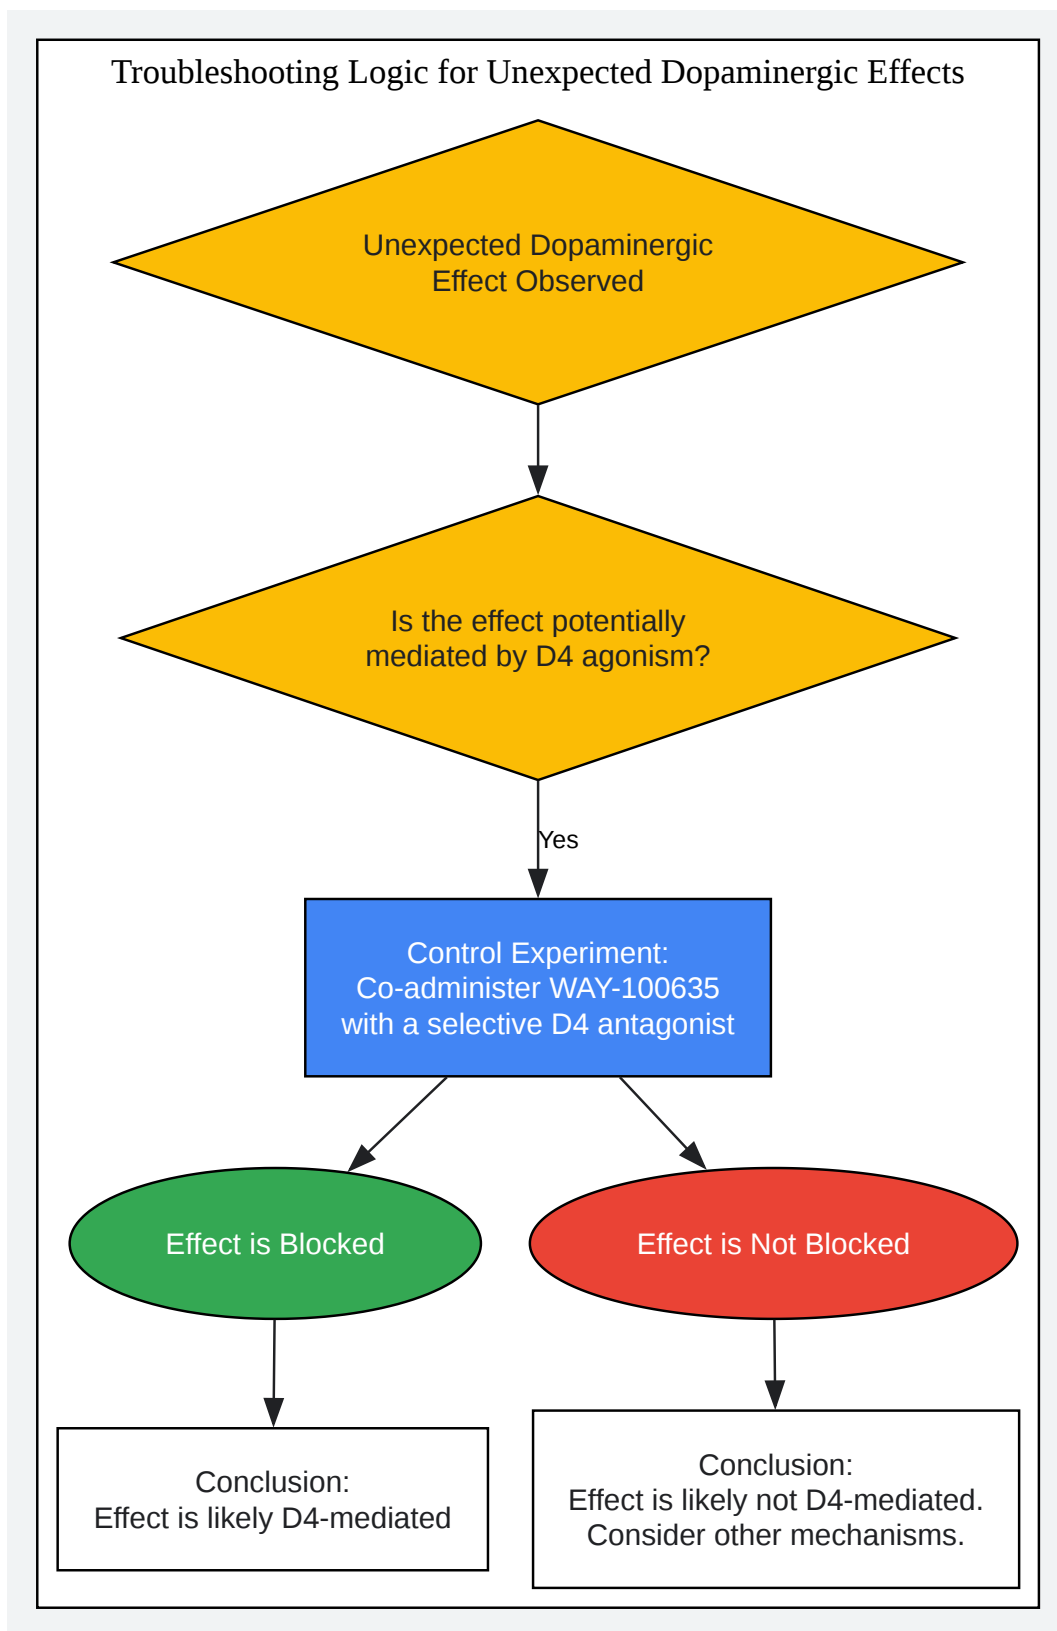 Troubleshooting Logic for Unexpected Dopaminergic Effects
Unexpected Dopaminergic
Effect Observed
Is the effect potentially
mediated by D4 agonism?
Yes
Control Experiment:
Co-administer WAY-100635
with a selective D4 antagonist
Effect is Blocked
Effect is Not Blocked
Conclusion:
Effect is likely D4-mediated
Conclusion:
Effect is likely not D4-mediated.
Consider other mechanisms.